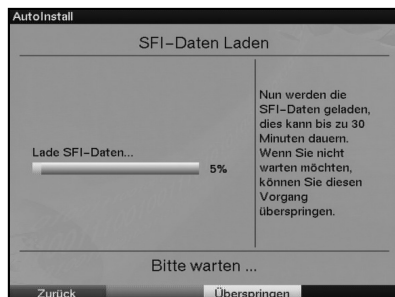 AutoInstall
SFI-Daten Laden
Nun werden die
SFI-Daten geladen,
dies kann bis zu 30
Minuten dauern.
Wenn Sie nicht
warten möchten,
können Sie diesen
Vorgang
überspringen.
Lade SFI-Daten...
5%
Bitte warten ...
Zurück
Überspringen